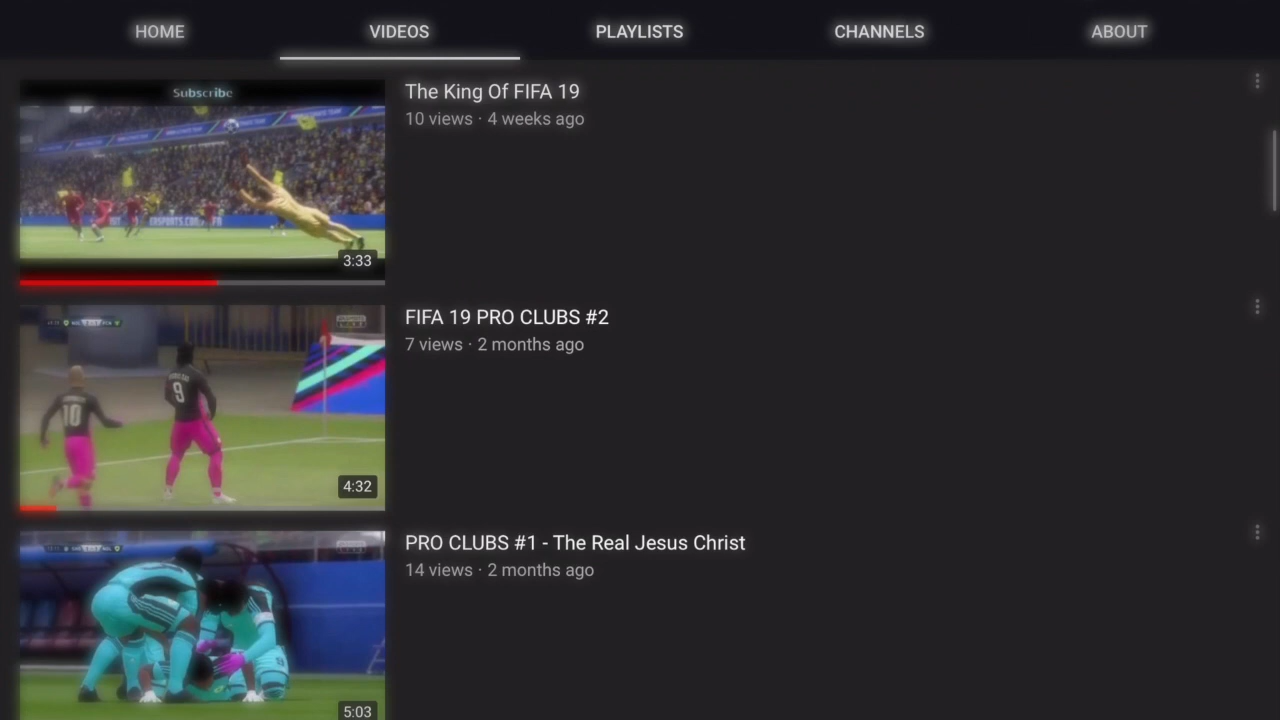 HOME VIDEOS PLAYLISTS CHANNELS ABOUT
Subscribe
The King Of FIFA 19
10 views · 4 weeks ago
3:33
FIFA 19 PRO CLUBS #2
7 views · 2 months ago
9
10
4:32
PRO CLUBS #1 - The Real Jesus Christ
14 views · 2 months ago
5:03